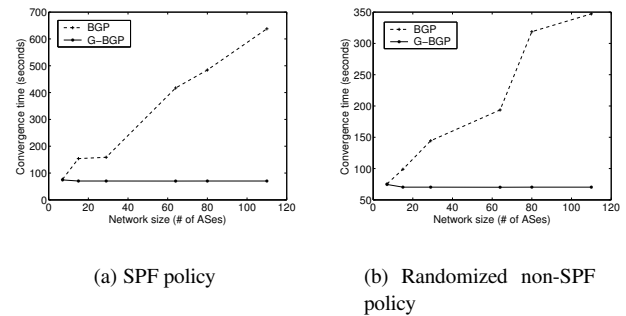 700
600
500
400
300
200
100
0
0 20 40 60 80 100 120
Convergence time (seconds)
Network size (# of ASes)
BGP
G−BGP
(a) SPF policy
350
300
250
200
150
100
50
0 20 40 60 80 100 120
Convergence time (seconds)
Network size (# of ASes)
BGP
G−BGP
(b) Randomized non-SPF
policy